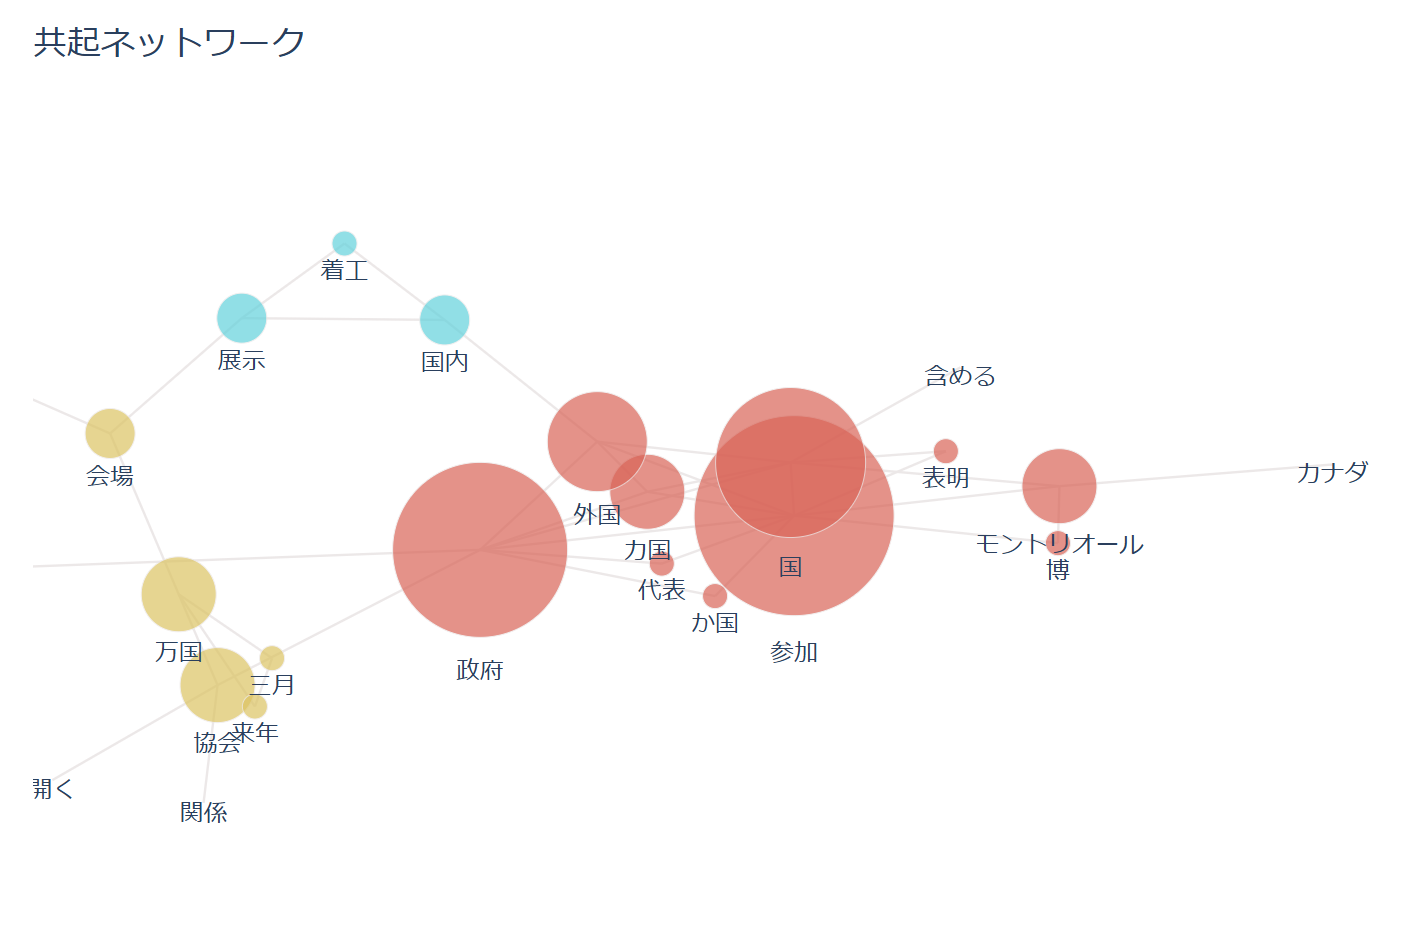 共起ネットワーク
着工
展示
国内
含める
会場
表明
カナダ
外国
カ国
モントリオール
国
博
代表
か国
万国
参加
政府
三月
来年
協会
開く
関係